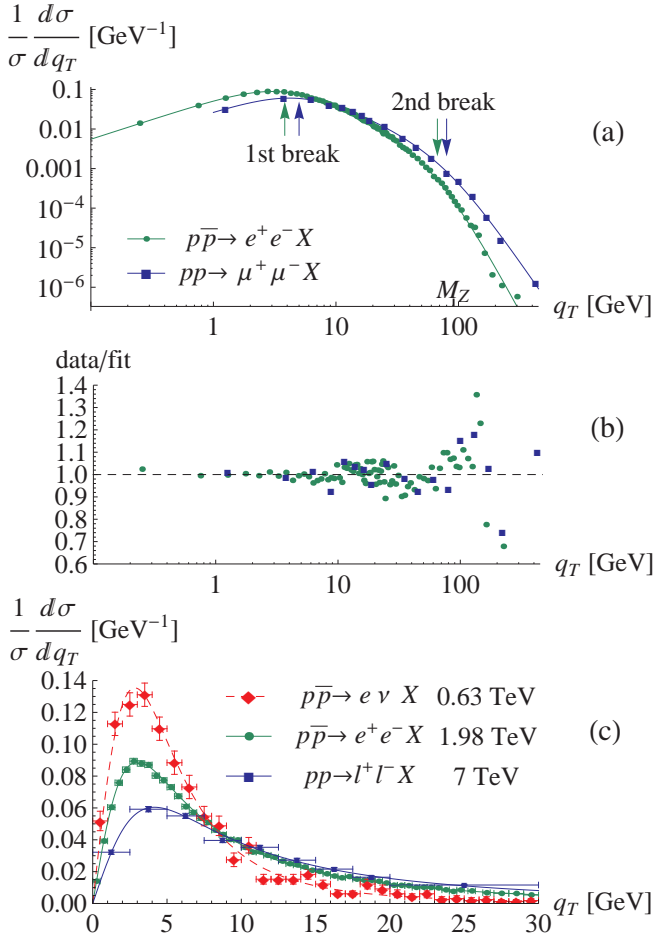 1/σ dσ/dq_T [GeV⁻¹]
0.1
0.01
0.001
10⁻⁴
10⁻⁵
10⁻⁶
1st break
2nd break
(a)
pp̅→ e⁺e⁻X
pp→ μ⁺μ⁻X
M_Z
1 10 100
q_T [GeV]
data/fit
1.4
1.3
1.2
1.1
1.0
0.9
0.8
0.7
0.6
(b)
1 10 100
q_T [GeV]
1/σ dσ/dq_T [GeV⁻¹]
0.14
0.12
0.10
0.08
0.06
0.04
0.02
0.00
pp̅→ e ν X 0.63 TeV
pp̅→ e⁺e⁻X 1.98 TeV
pp→l⁺l⁻X 7 TeV
(c)
0 5 10 15 20 25 30
q_T [GeV]